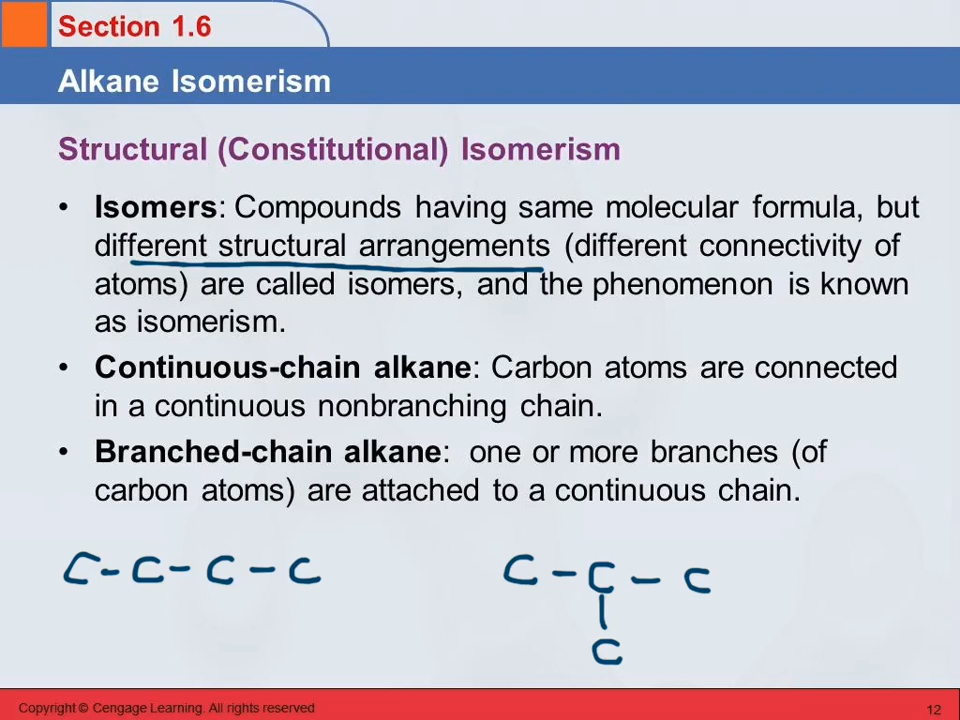 Section 1.6
Alkane Isomerism
Structural (Constitutional) Isomerism
• Isomers: Compounds having same molecular formula, but
different structural arrangements (different connectivity of
atoms) are called isomers, and the phenomenon is known
as isomerism.
• Continuous-chain alkane: Carbon atoms are connected
in a continuous nonbranching chain.
• Branched-chain alkane: one or more branches (of
carbon atoms) are attached to a continuous chain.
C - C - C - C
C - C - C
|
C
Copyright © Cengage Learning. All rights reserved
12